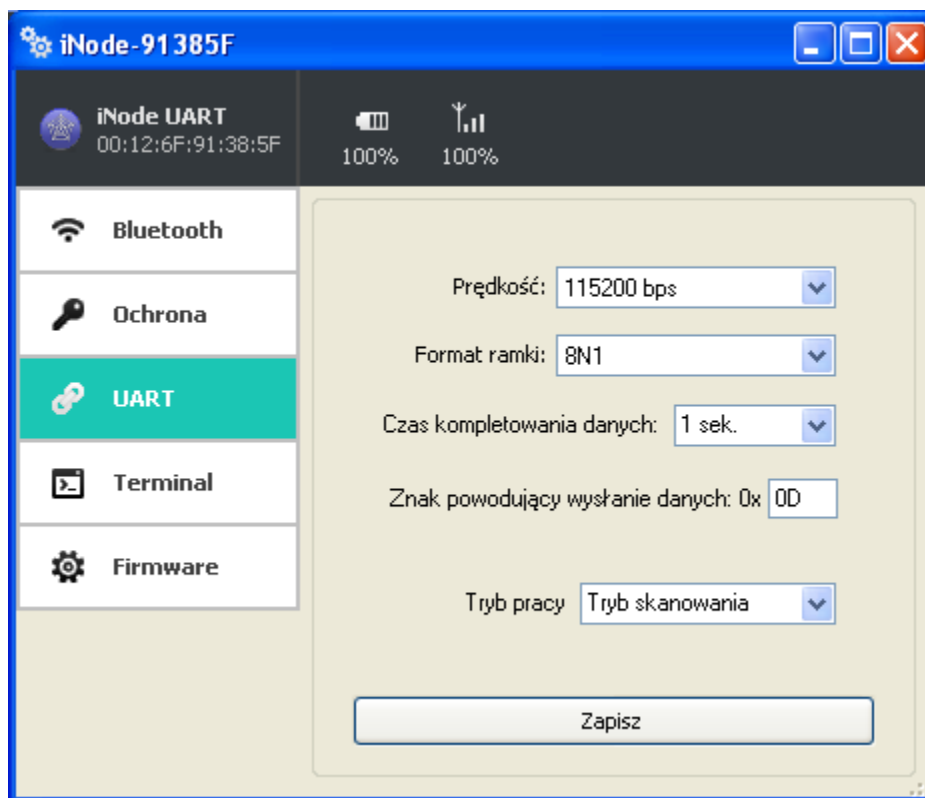 iNode-91385F
iNode UART
00:12:6F:91:38:5F
100%
100%
Bluetooth
Ochrona
UART
Terminal
Firmware
Prędkość: 115200 bps
Format ramki: 8N1
Czas kompletowania danych: 1 sek.
Znak powodujący wysłanie danych: 0x 0D
Tryb pracy Tryb skanowania
Zapisz